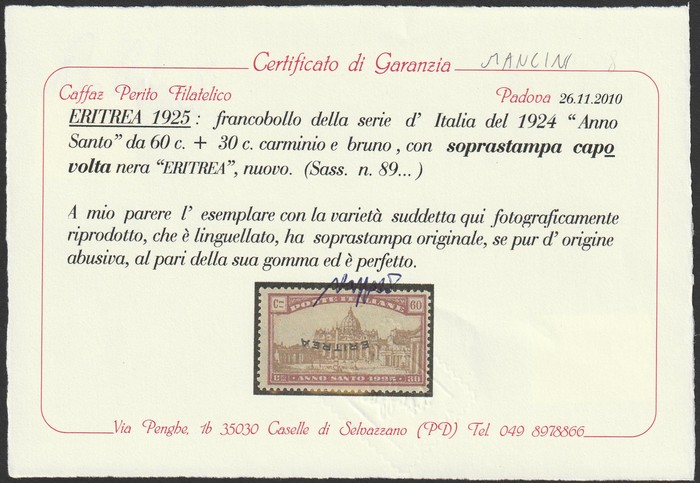 Certificato di Garanzia MANCINI
Caffaz Perito Filatelico Padova 26.11.2010
ERITREA 1925 : francobollo della serie d' Italia del 1924 “Anno
Santo” da 60 c. + 30 c. carminio e bruno , con soprastampa capo
volta nera “ERITREA”, nuovo. (Sass. n. 89... )
A mio parere l' esemplare con la varietà suddetta qui fotograficamente
riprodotto, che è linguellato, ha soprastampa originale, se pur d' origine
abusiva, al pari della sua gomma ed è perfetto.
Cmi POSTE ITALIANE 60
ERITREA
Cmi ANNO SANTO 1925 30
Via Penghe, 1b 35030 Caselle di Selvazzano (PD) Tel 049 8978866